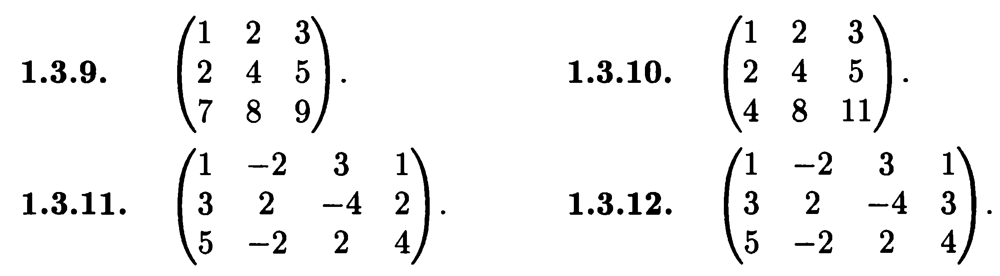 1.3.9. (1 2 3
2 4 5
7 8 9).
1.3.10. (1 2 3
2 4 5
4 8 11).
1.3.11. (1 −2 3 1
3 2 −4 2
5 −2 2 4).
1.3.12. (1 −2 3 1
3 2 −4 3
5 −2 2 4).